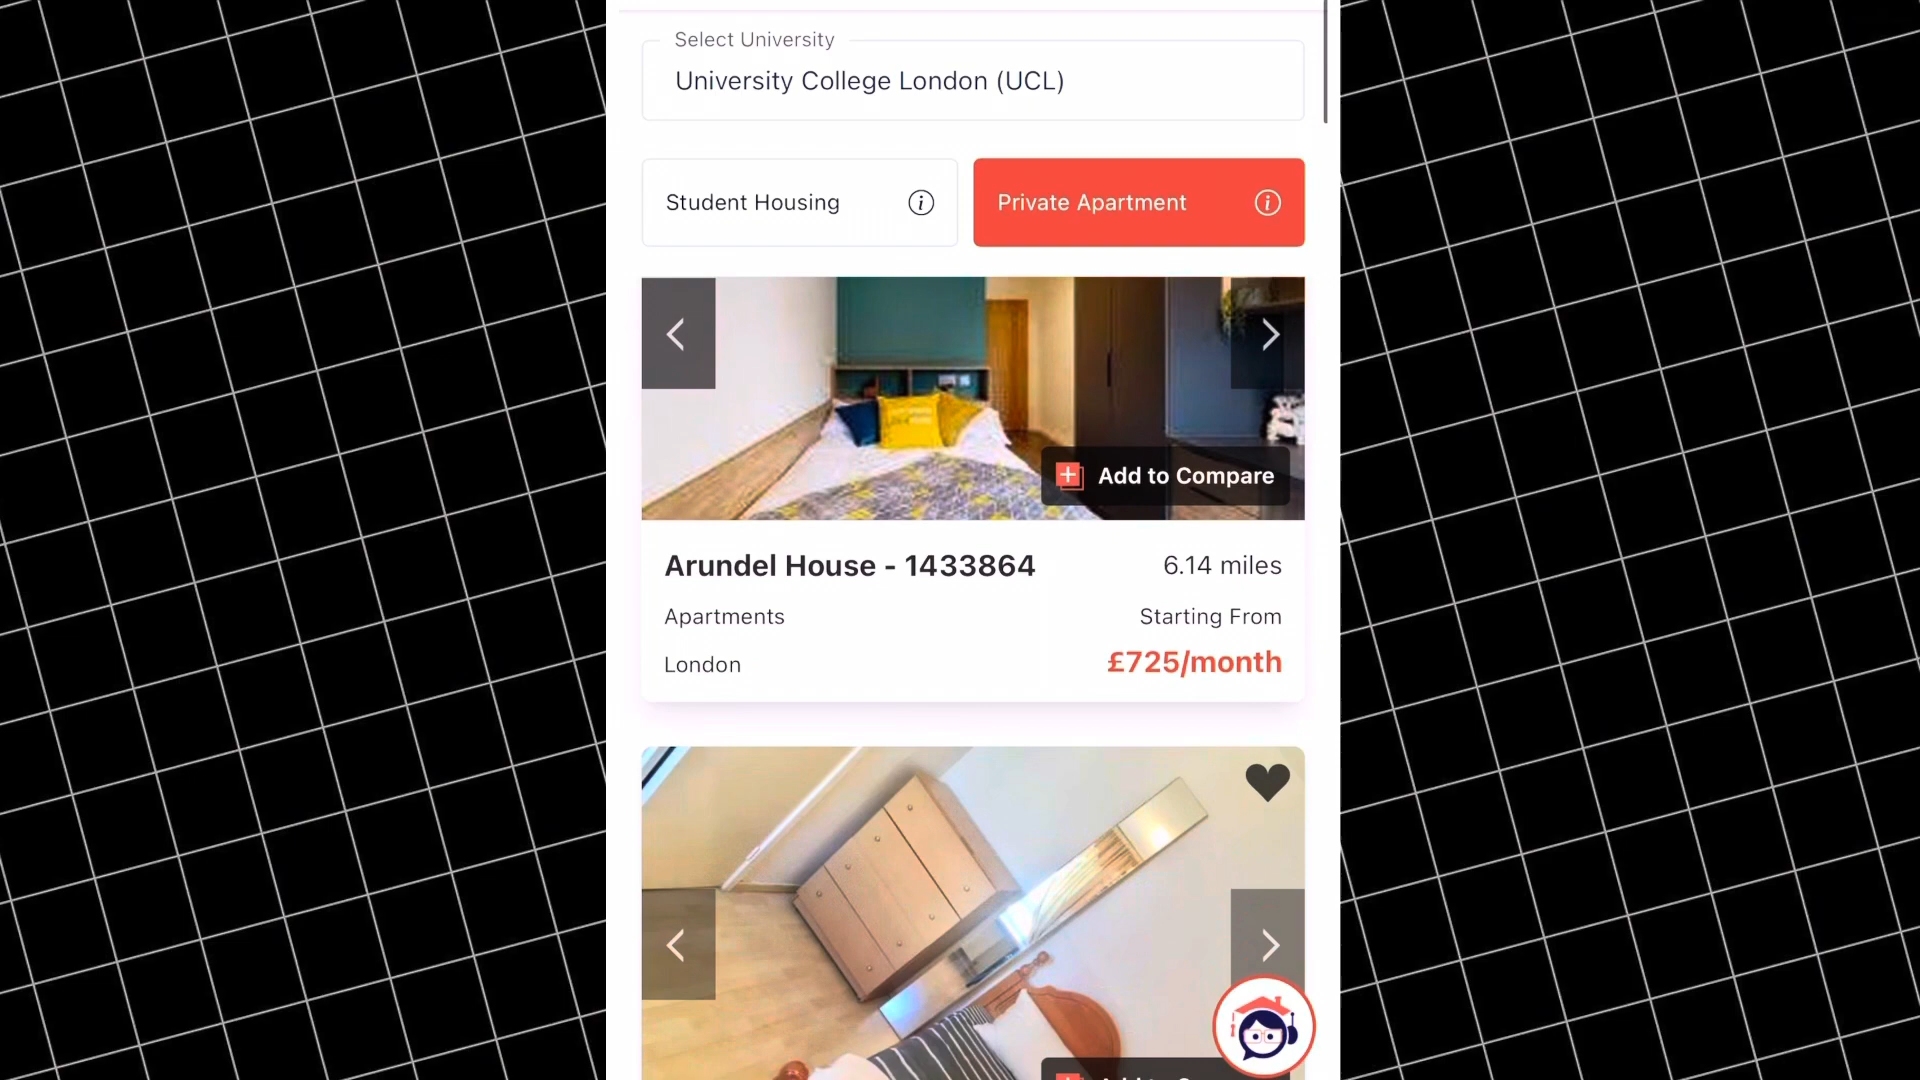 Select University
University College London (UCL)
Student Housing
Private Apartment
Add to Compare
Arundel House - 1433864
6.14 miles
Apartments
Starting From
London
£725/month